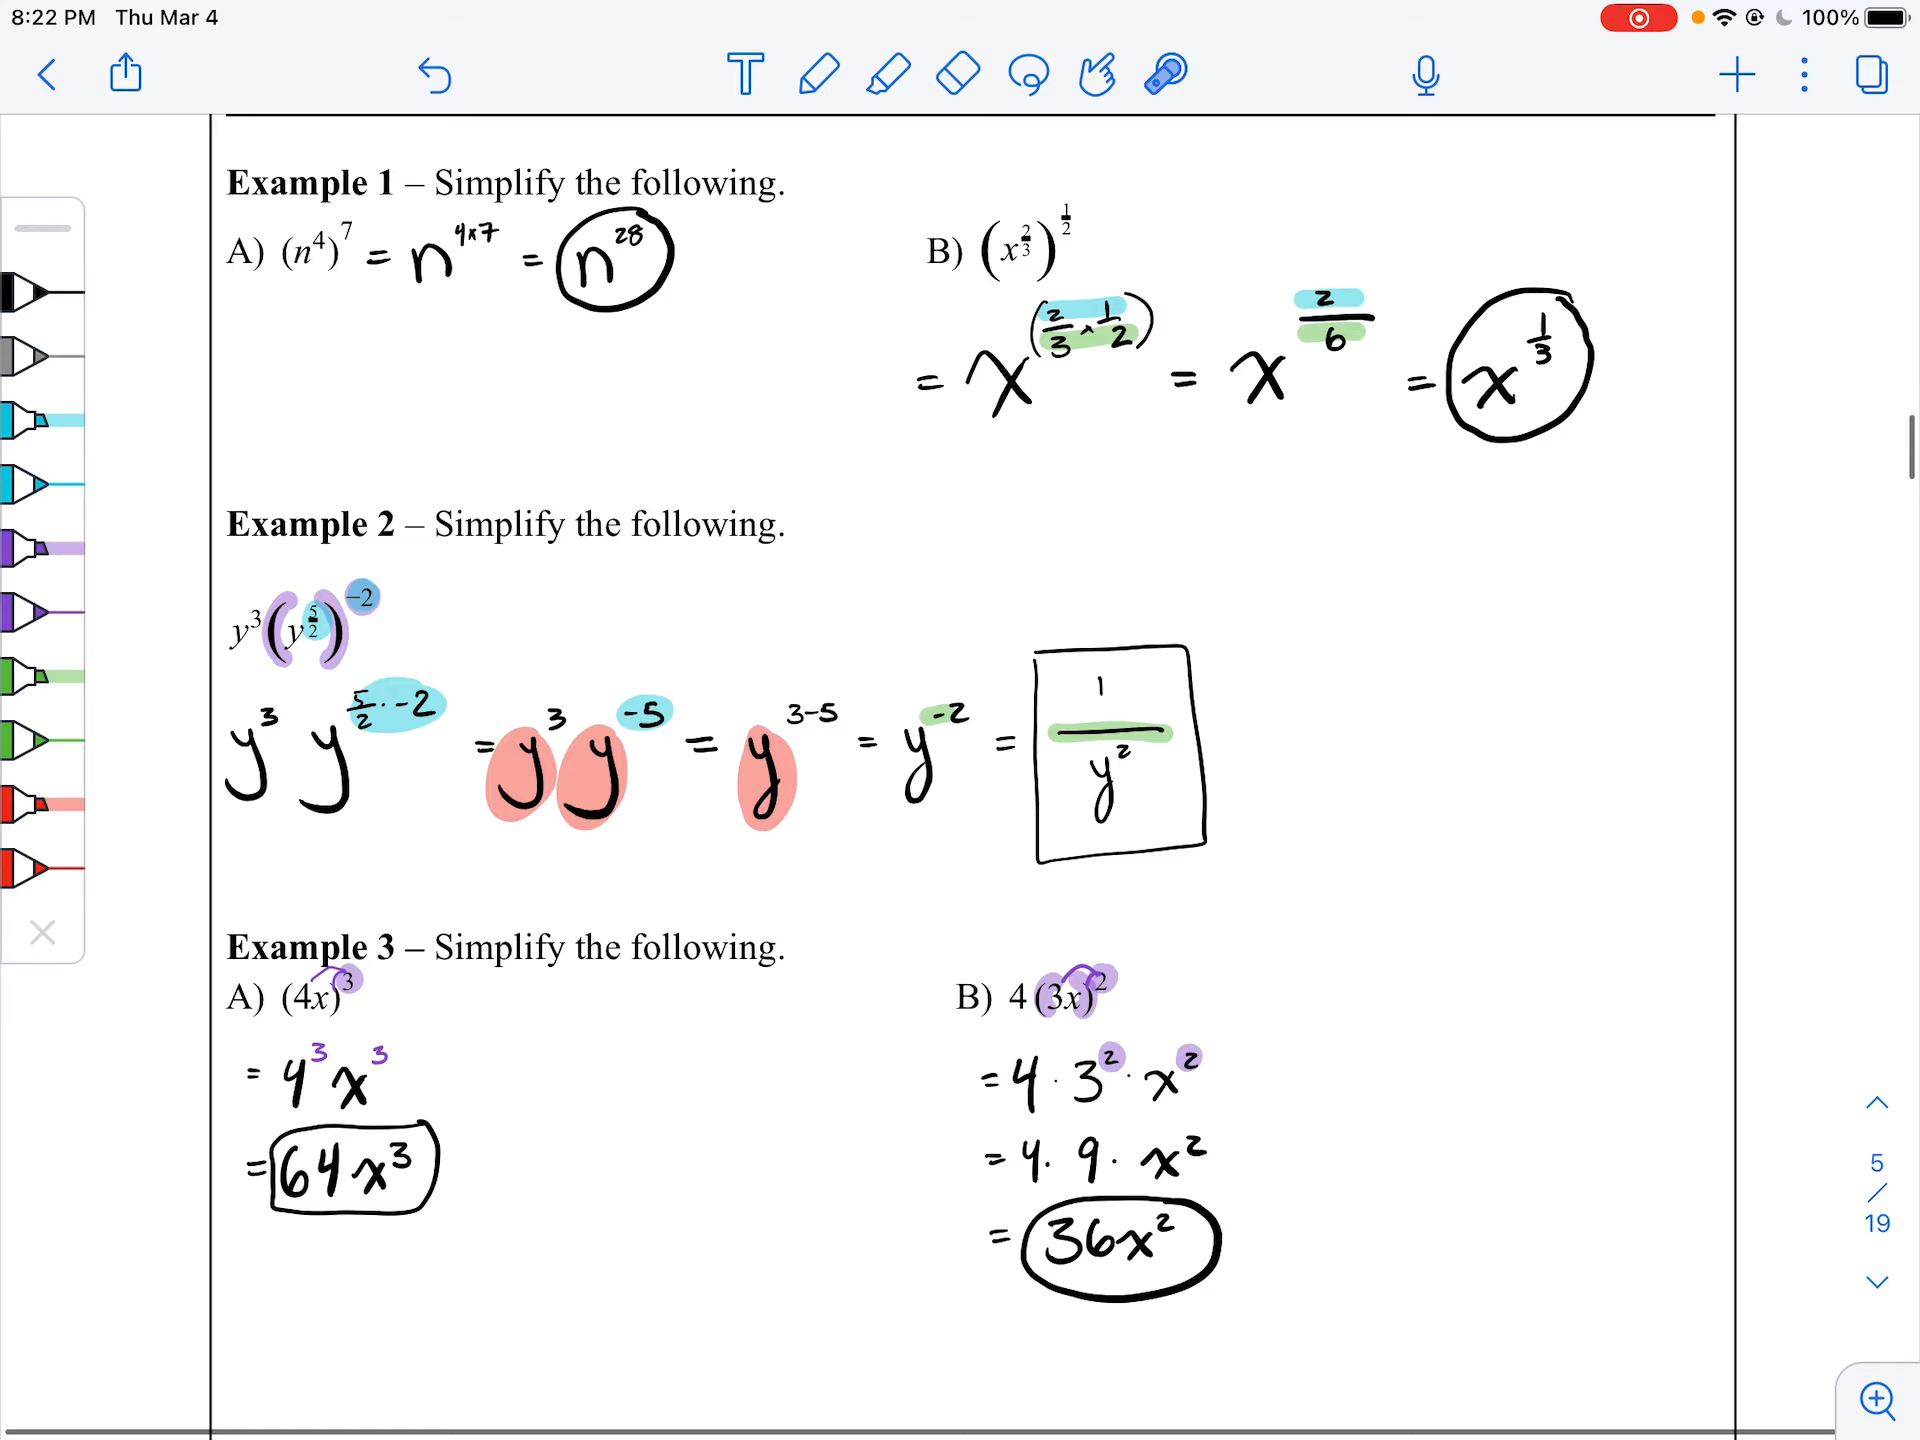 8:22 PM Thu Mar 4 100%
Example 1 – Simplify the following.
A) (n⁴)⁷ = n^(4×7) = n²⁸
B) (x^(2/3))^(1/2)
= x^(2/3 × 1/2) = x^(2/6) = x^(1/3)
Example 2 – Simplify the following.
y³(y^(5/2))⁻²
y³ y^(5/2 · -2) = y³ y⁻⁵ = y^(3-5) = y⁻² = 1/y²
Example 3 – Simplify the following.
A) (4x)³
= 4³ x³
= 64x³
B) 4(3x)²
= 4 · 3² · x²
= 4 · 9 · x²
= 36x²
5
/
19